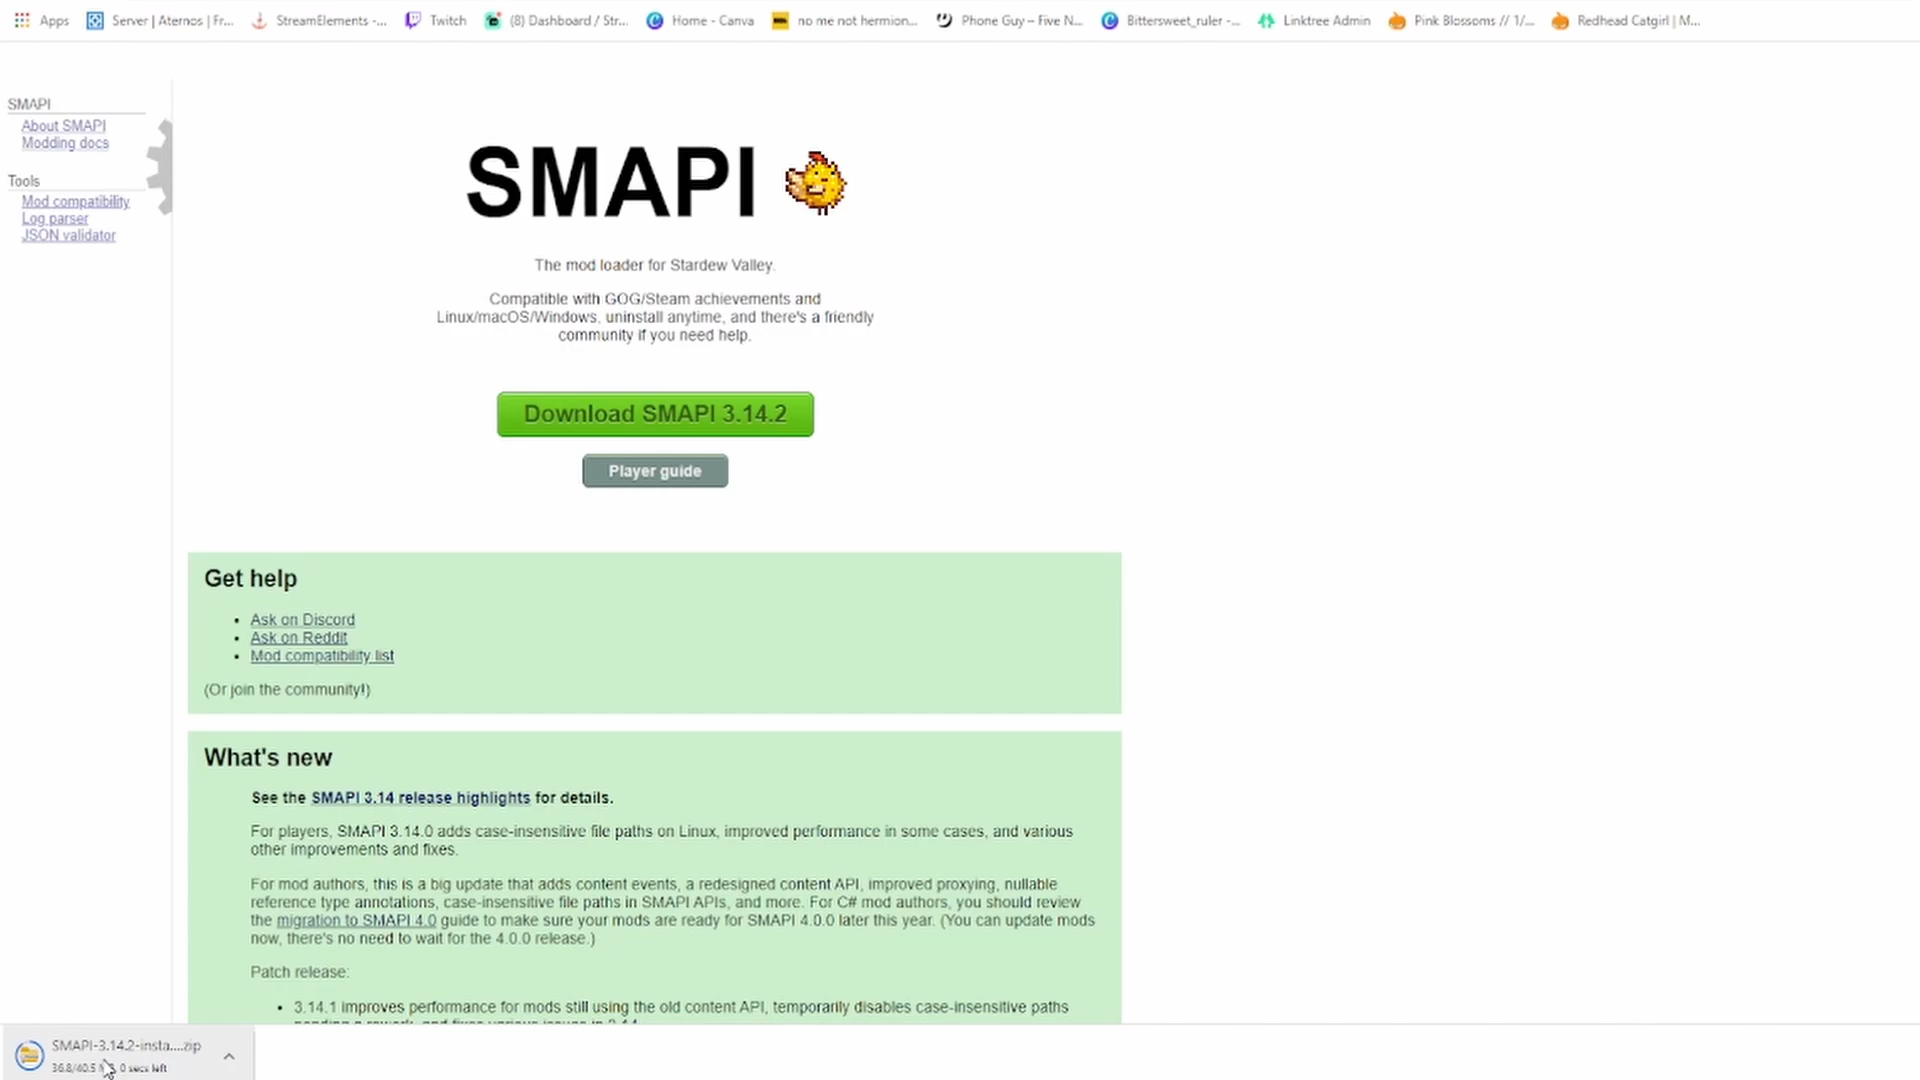 Apps Server | Aternos | Fr... StreamElements -... Twitch (8) Dashboard / Str... Home - Canva no me not hermion... Phone Guy – Five N... Bittersweet_ruler -... Linktree Admin Pink Blossoms // 1/... Redhead Catgirl | M...
SMAPI
About SMAPI
Modding docs
Tools
Mod compatibility
Log parser
JSON validator
SMAPI
The mod loader for Stardew Valley.
Compatible with GOG/Steam achievements and
Linux/macOS/Windows, uninstall anytime, and there's a friendly
community if you need help.
Download SMAPI 3.14.2
Player guide
Get help
• Ask on Discord
• Ask on Reddit
• Mod compatibility list
(Or join the community!)
What's new
See the SMAPI 3.14 release highlights for details.
For players, SMAPI 3.14.0 adds case-insensitive file paths on Linux, improved performance in some cases, and various
other improvements and fixes.
For mod authors, this is a big update that adds content events, a redesigned content API, improved proxying, nullable
reference type annotations, case-insensitive file paths in SMAPI APIs, and more. For C# mod authors, you should review
the migration to SMAPI 4.0 guide to make sure your mods are ready for SMAPI 4.0.0 later this year. (You can update mods
now, there's no need to wait for the 4.0.0 release.)
Patch release:
• 3.14.1 improves performance for mods still using the old content API, temporarily disables case-insensitive paths
SMAPI-3.14.2-insta....zip
36.8/40.5 0 secs left